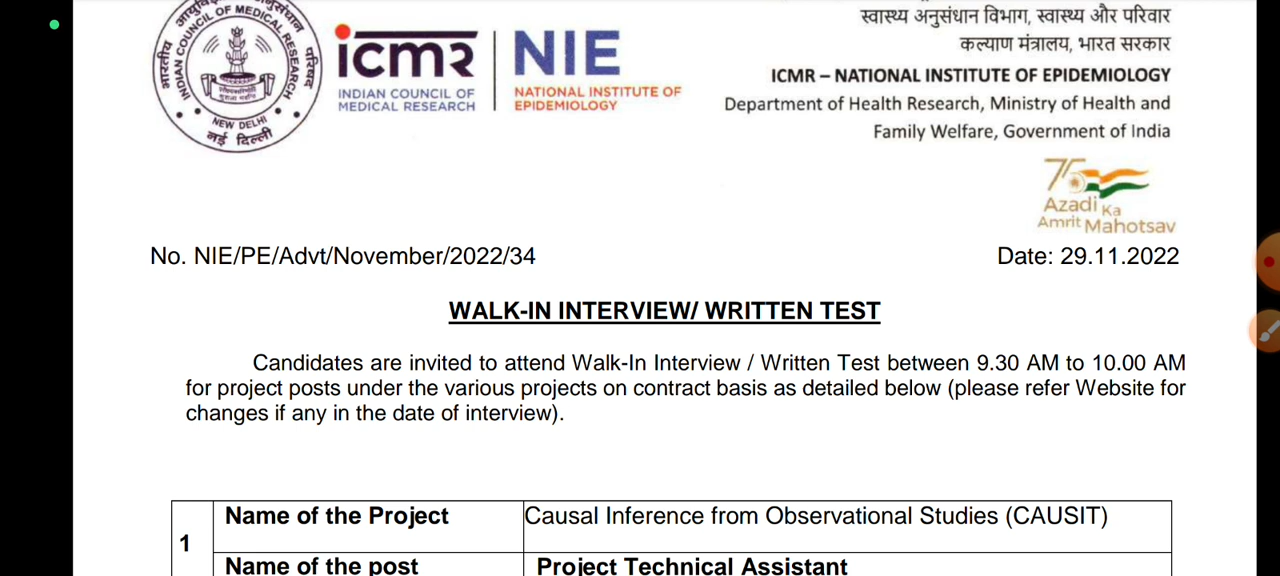 भारतीय आयुर्विज्ञान अनुसंधान परिषद
INDIAN COUNCIL OF MEDICAL RESEARCH
NEW DELHI
नई दिल्ली
icmr
INDIAN COUNCIL OF
MEDICAL RESEARCH
NIE
NATIONAL INSTITUTE OF
EPIDEMIOLOGY
स्वास्थ्य अनुसंधान विभाग, स्वास्थ्य और परिवार
कल्याण मंत्रालय, भारत सरकार
ICMR – NATIONAL INSTITUTE OF EPIDEMIOLOGY
Department of Health Research, Ministry of Health and
Family Welfare, Government of India
75
Azadi Ka
Amrit Mahotsav
No. NIE/PE/Advt/November/2022/34
Date: 29.11.2022
WALK-IN INTERVIEW/ WRITTEN TEST
Candidates are invited to attend Walk-In Interview / Written Test between 9.30 AM to 10.00 AM
for project posts under the various projects on contract basis as detailed below (please refer Website for
changes if any in the date of interview).
1
Name of the Project
Causal Inference from Observational Studies (CAUSIT)
Name of the post
Project Technical Assistant